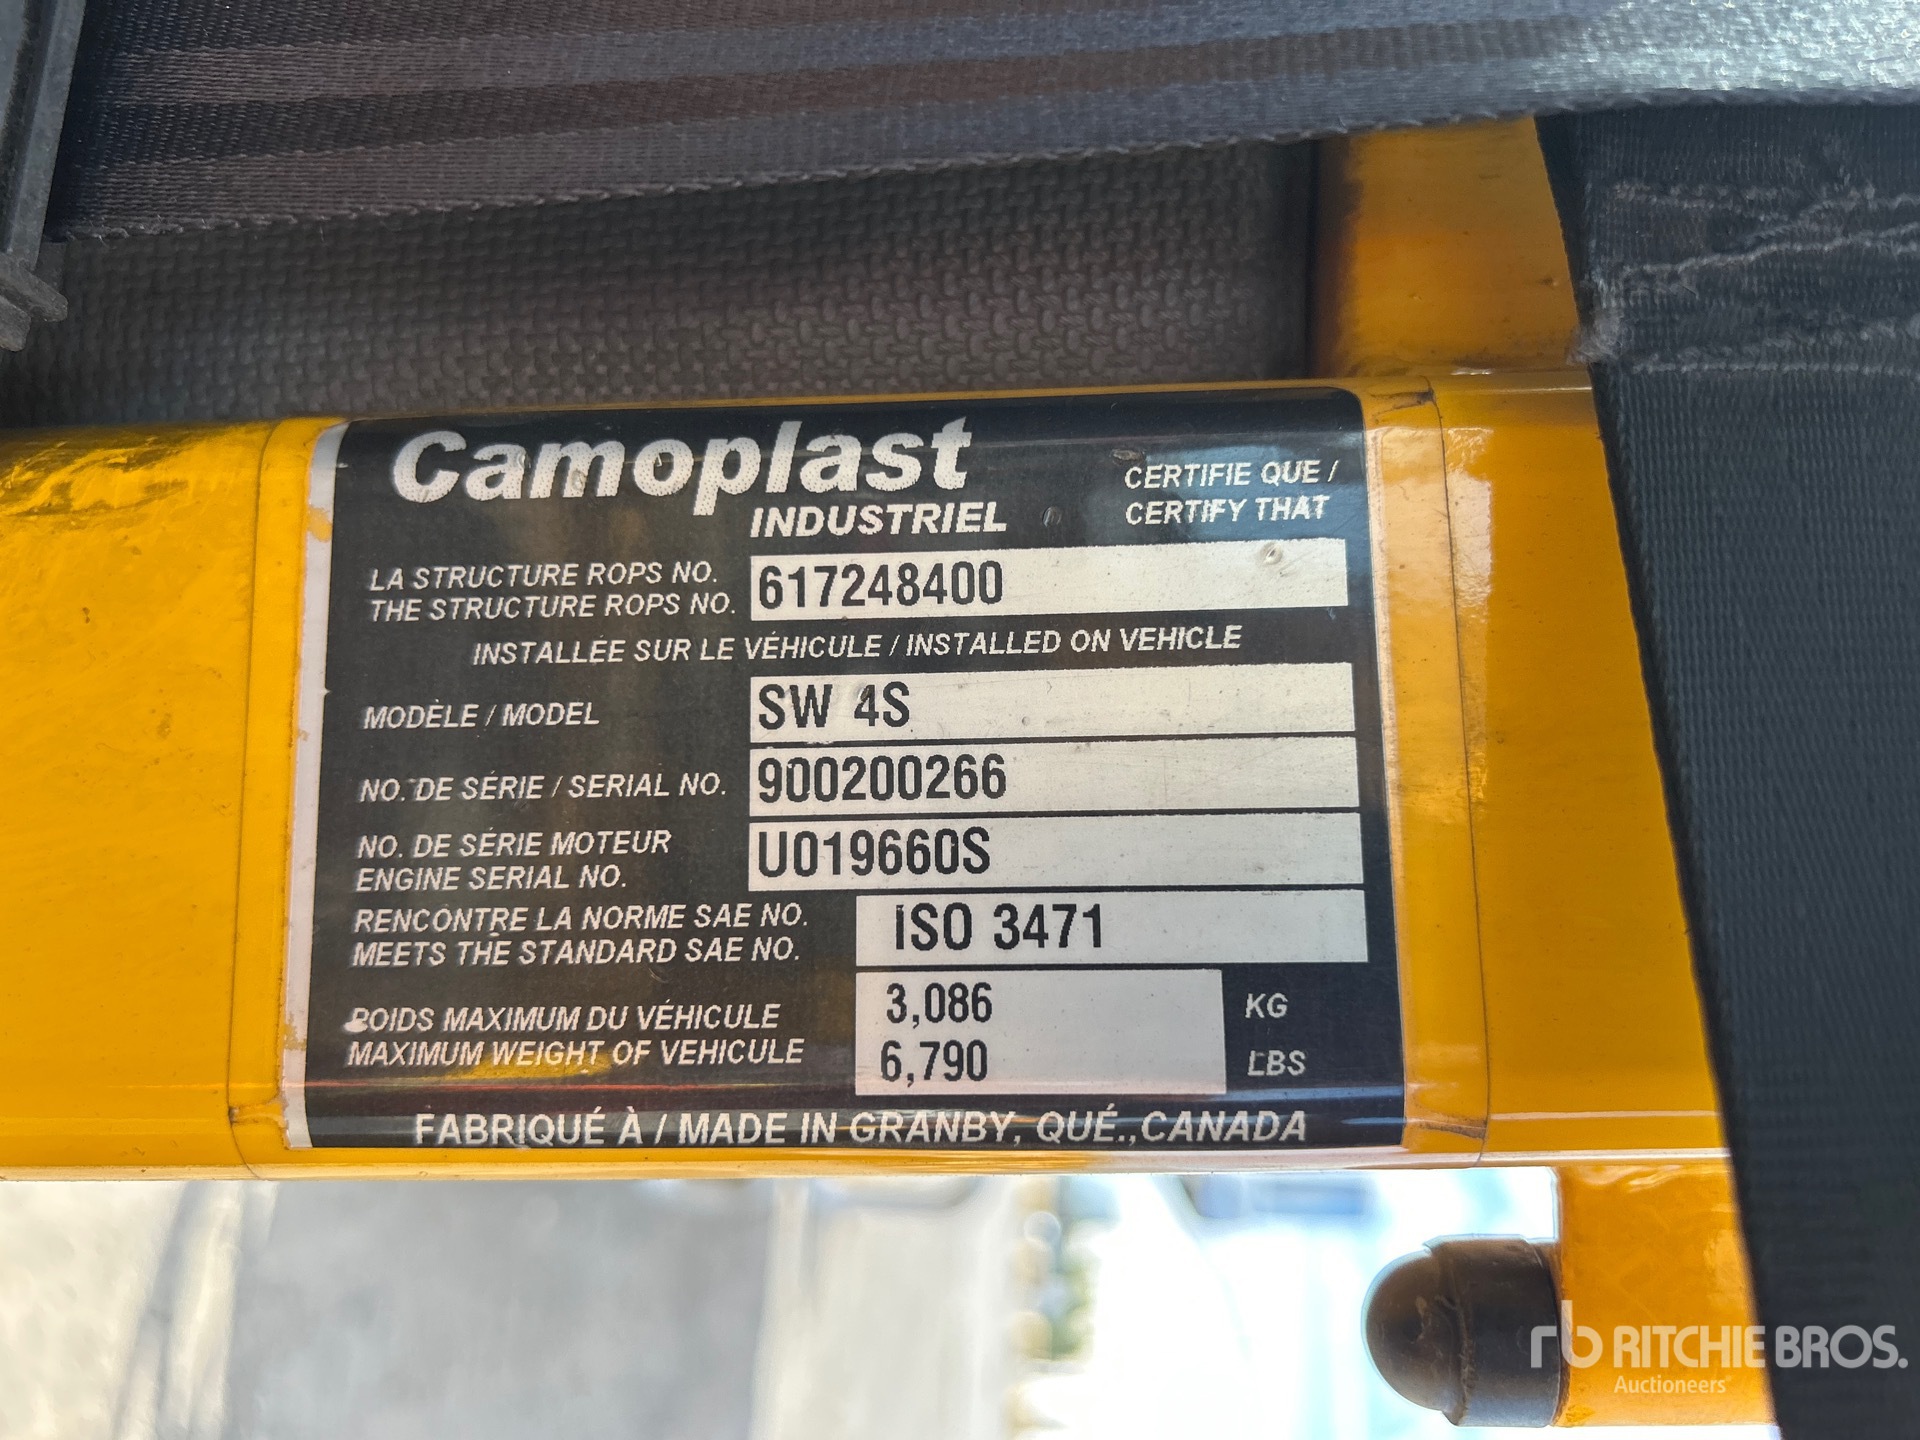 Camoplast
INDUSTRIEL
CERTIFIE QUE /
CERTIFY THAT
LA STRUCTURE ROPS NO.
THE STRUCTURE ROPS NO.
617248400
INSTALLÉE SUR LE VÉHICULE / INSTALLED ON VEHICLE
MODÈLE / MODEL
SW 4S
NO. DE SÉRIE / SERIAL NO.
900200266
NO. DE SÉRIE MOTEUR
ENGINE SERIAL NO.
U019660S
RENCONTRE LA NORME SAE NO.
MEETS THE STANDARD SAE NO.
ISO 3471
POIDS MAXIMUM DU VÉHICULE
MAXIMUM WEIGHT OF VEHICULE
3,086 KG
6,790 LBS
FABRIQUÉ À / MADE IN GRANBY, QUÉ., CANADA
rb RITCHIE BROS.
Auctioneers